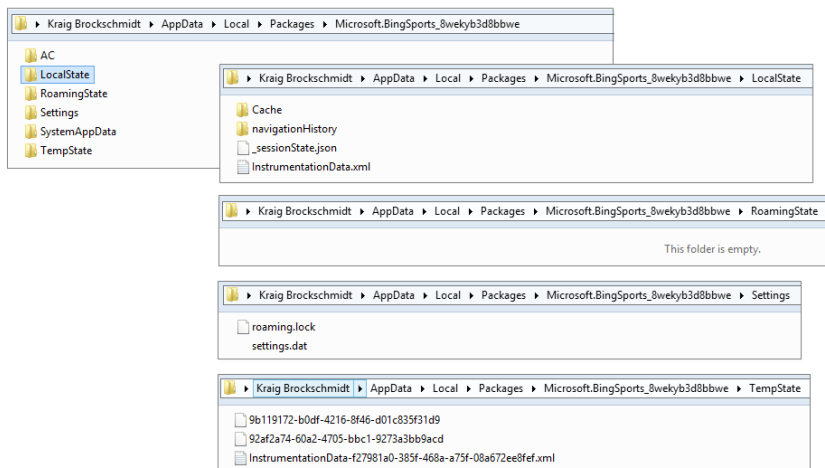 Kraig Brockschmidt ▸ AppData ▸ Local ▸ Packages ▸ Microsoft.BingSports_8wekyb3d8bbwe
AC
LocalState
RoamingState
Settings
SystemAppData
TempState
Kraig Brockschmidt ▸ AppData ▸ Local ▸ Packages ▸ Microsoft.BingSports_8wekyb3d8bbwe ▸ LocalState
Cache
navigationHistory
_sessionState.json
InstrumentationData.xml
Kraig Brockschmidt ▸ AppData ▸ Local ▸ Packages ▸ Microsoft.BingSports_8wekyb3d8bbwe ▸ RoamingState
This folder is empty.
Kraig Brockschmidt ▸ AppData ▸ Local ▸ Packages ▸ Microsoft.BingSports_8wekyb3d8bbwe ▸ Settings
roaming.lock
settings.dat
Kraig Brockschmidt ▸ AppData ▸ Local ▸ Packages ▸ Microsoft.BingSports_8wekyb3d8bbwe ▸ TempState
9b119172-b0df-4216-8f46-d01c835f31d9
92af2a74-60a2-4705-bbc1-9273a3bb9acd
InstrumentationData-f27981a0-385f-468a-a75f-08a672ee8fef.xml